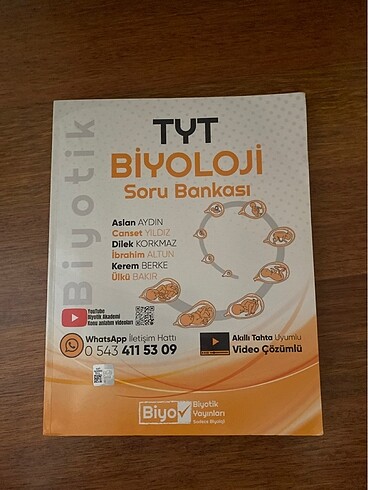 Biyotik
TYT
BİYOLOJİ
Soru Bankası
Aslan AYDIN
Canset YILDIZ
Dilek KORKMAZ
İbrahim ALTUN
Kerem BERKE
Ülkü BAKIR
YouTube
Biyotik Akademi
Konu anlatım videoları
WhatsApp İletişim Hattı
0 543 411 53 09
Akıllı Tahta Uyumlu
Video Çözümlü
Biyo
Biyotik
Yayınları
Sadece Biyoloji